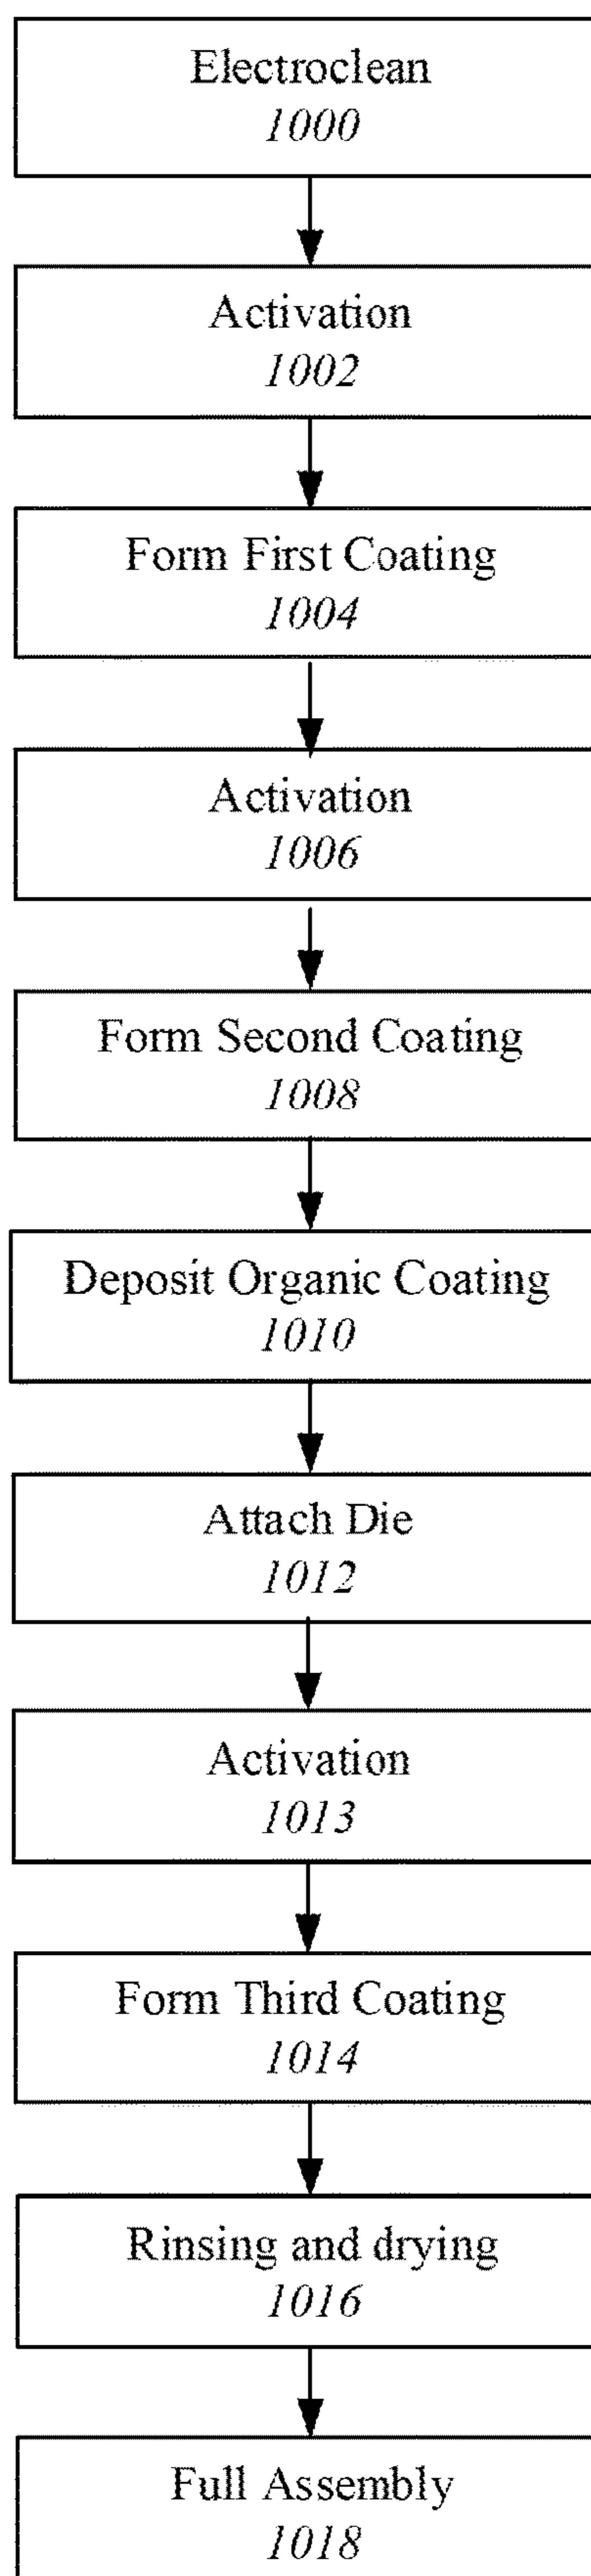 Electroclean
1000
Activation
1002
Form First Coating
1004
Activation
1006
Form Second Coating
1008
Deposit Organic Coating
1010
Attach Die
1012
Activation
1013
Form Third Coating
1014
Rinsing and drying
1016
Full Assembly
1018